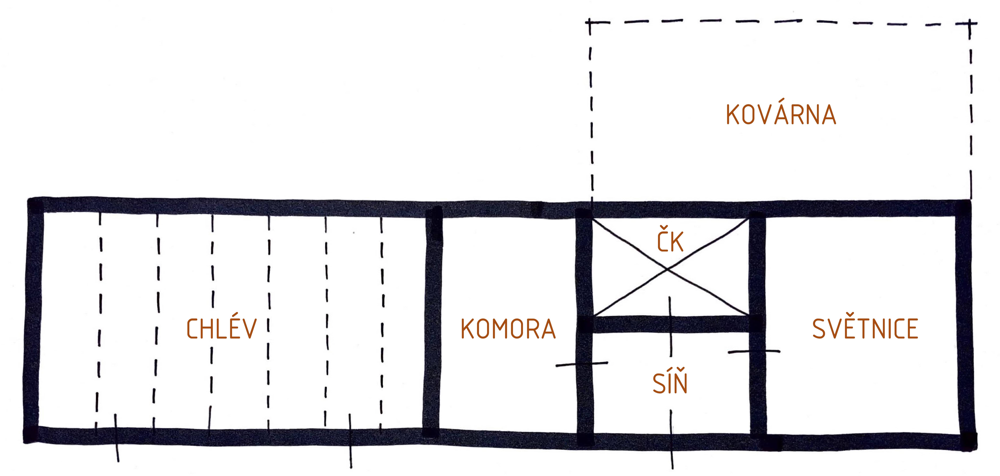 KOVÁRNA
ČK
CHLÉV
KOMORA
SVĚTNICE
SÍŇ